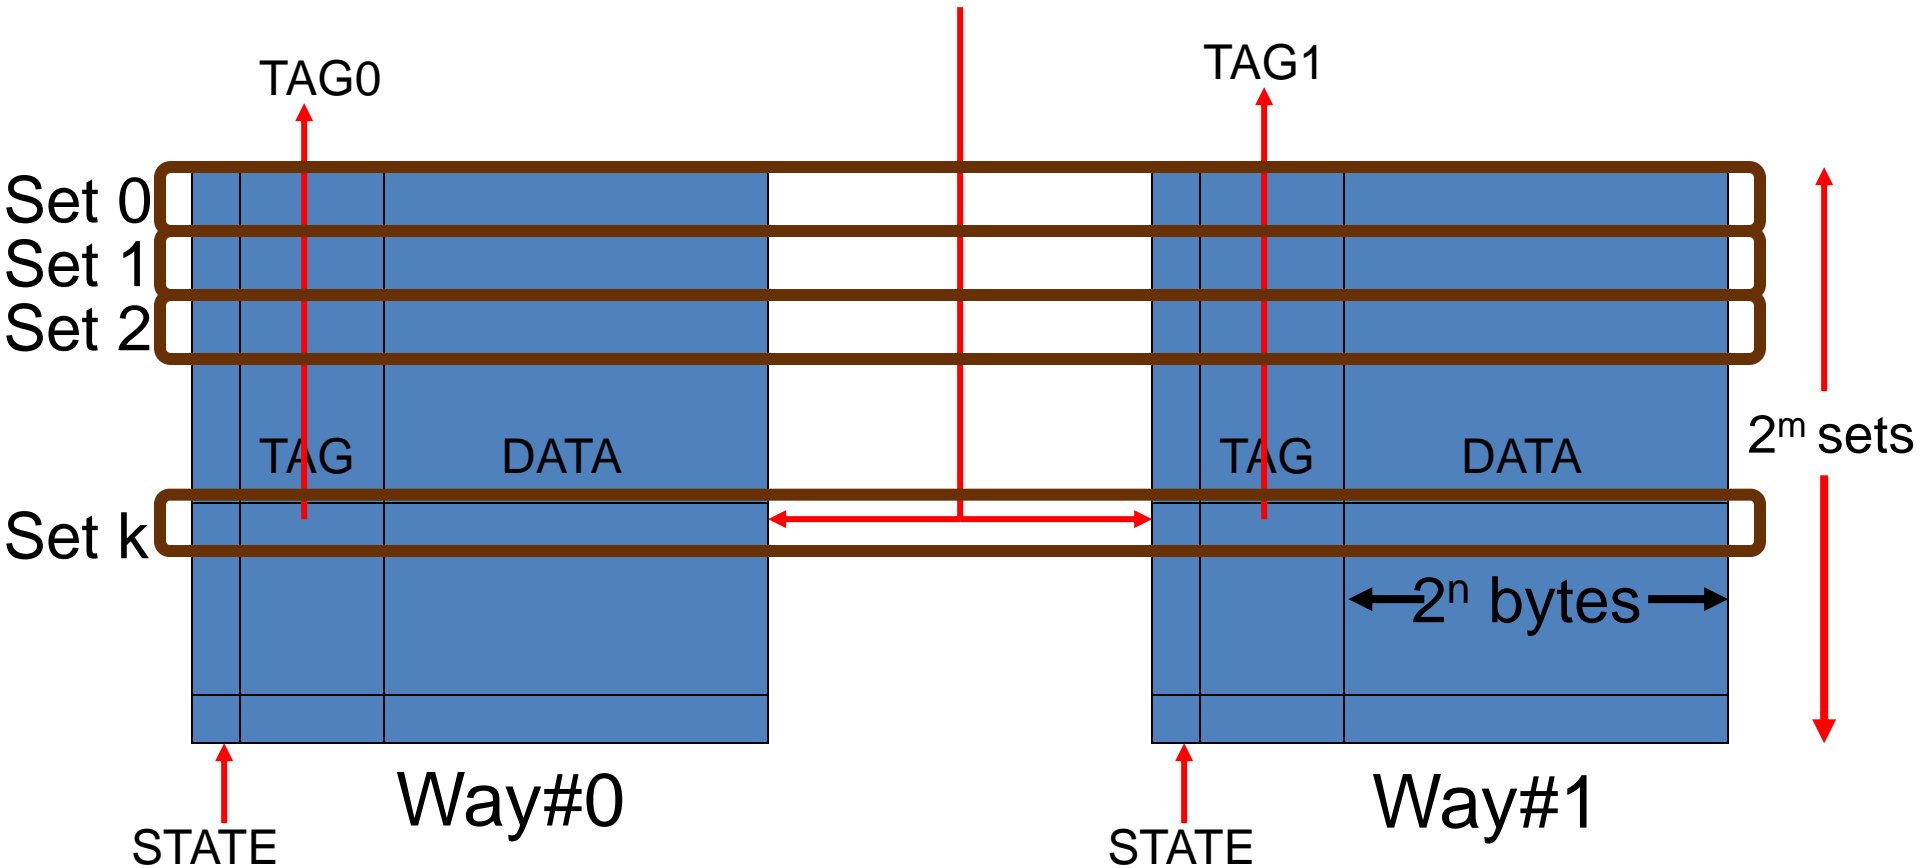 TAG0
TAG1
Set 0
Set 1
Set 2
TAG
DATA
TAG
DATA
2ᵐ sets
Set k
2ⁿ bytes
Way#0
Way#1
STATE
STATE